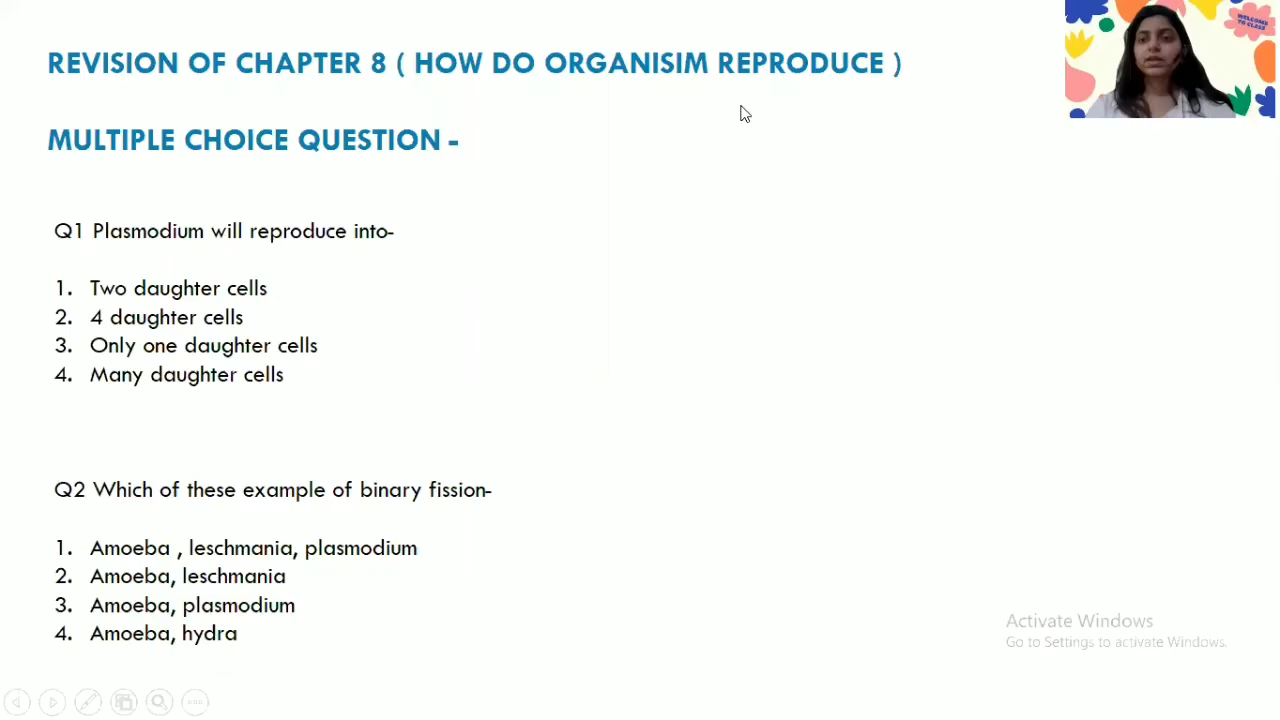 REVISION OF CHAPTER 8 ( HOW DO ORGANISIM REPRODUCE )
WELCOME
TO CLASS
MULTIPLE CHOICE QUESTION -
Q1 Plasmodium will reproduce into-
1. Two daughter cells
2. 4 daughter cells
3. Only one daughter cells
4. Many daughter cells
Q2 Which of these example of binary fission-
1. Amoeba , leschmania, plasmodium
2. Amoeba, leschmania
3. Amoeba, plasmodium
4. Amoeba, hydra
Activate Windows
Go to Settings to activate Windows.